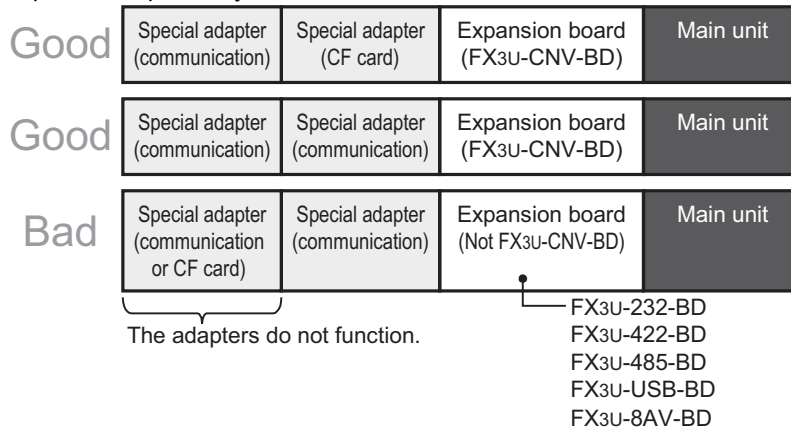 Good
Special adapter
(communication)
Special adapter
(CF card)
Expansion board
(FX3U-CNV-BD)
Main unit
Good
Special adapter
(communication)
Special adapter
(communication)
Expansion board
(FX3U-CNV-BD)
Main unit
Bad
Special adapter
(communication
or CF card)
Special adapter
(communication)
Expansion board
(Not FX3U-CNV-BD)
Main unit
The adapters do not function.
FX3U-232-BD
FX3U-422-BD
FX3U-485-BD
FX3U-USB-BD
FX3U-8AV-BD